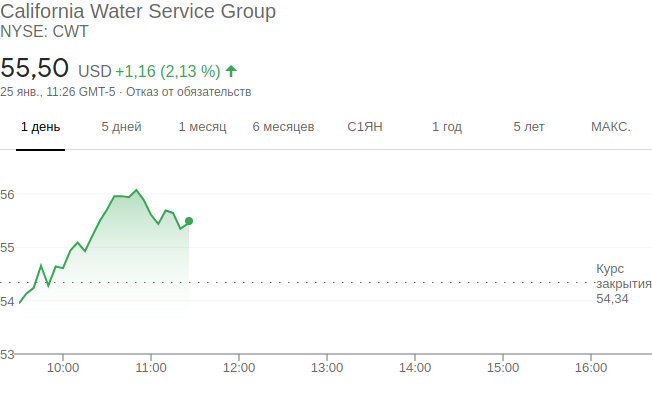 California Water Service Group
NYSE: CWT
55,50 USD +1,16 (2,13 %)
25 янв., 11:26 GMT-5 · Отказ от обязательств
1 день 5 дней 1 месяц 6 месяцев С1ЯН 1 год 5 лет МАКС.
56
55
Курс
закрытия
54 54,34
53
10:00 11:00 12:00 13:00 14:00 15:00 16:00